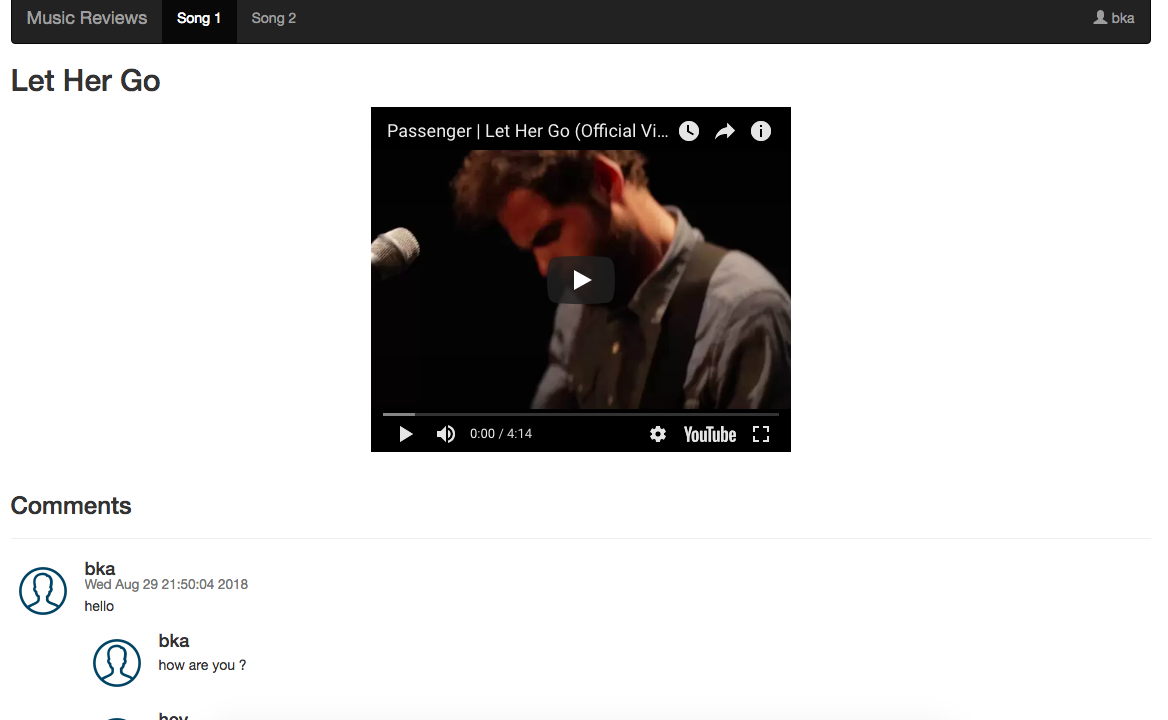 Music Reviews Song 1 Song 2 bka
Let Her Go
Passenger | Let Her Go (Official Vi...
0:00 / 4:14 YouTube
Comments
bka
Wed Aug 29 21:50:04 2018
hello
bka
how are you ?